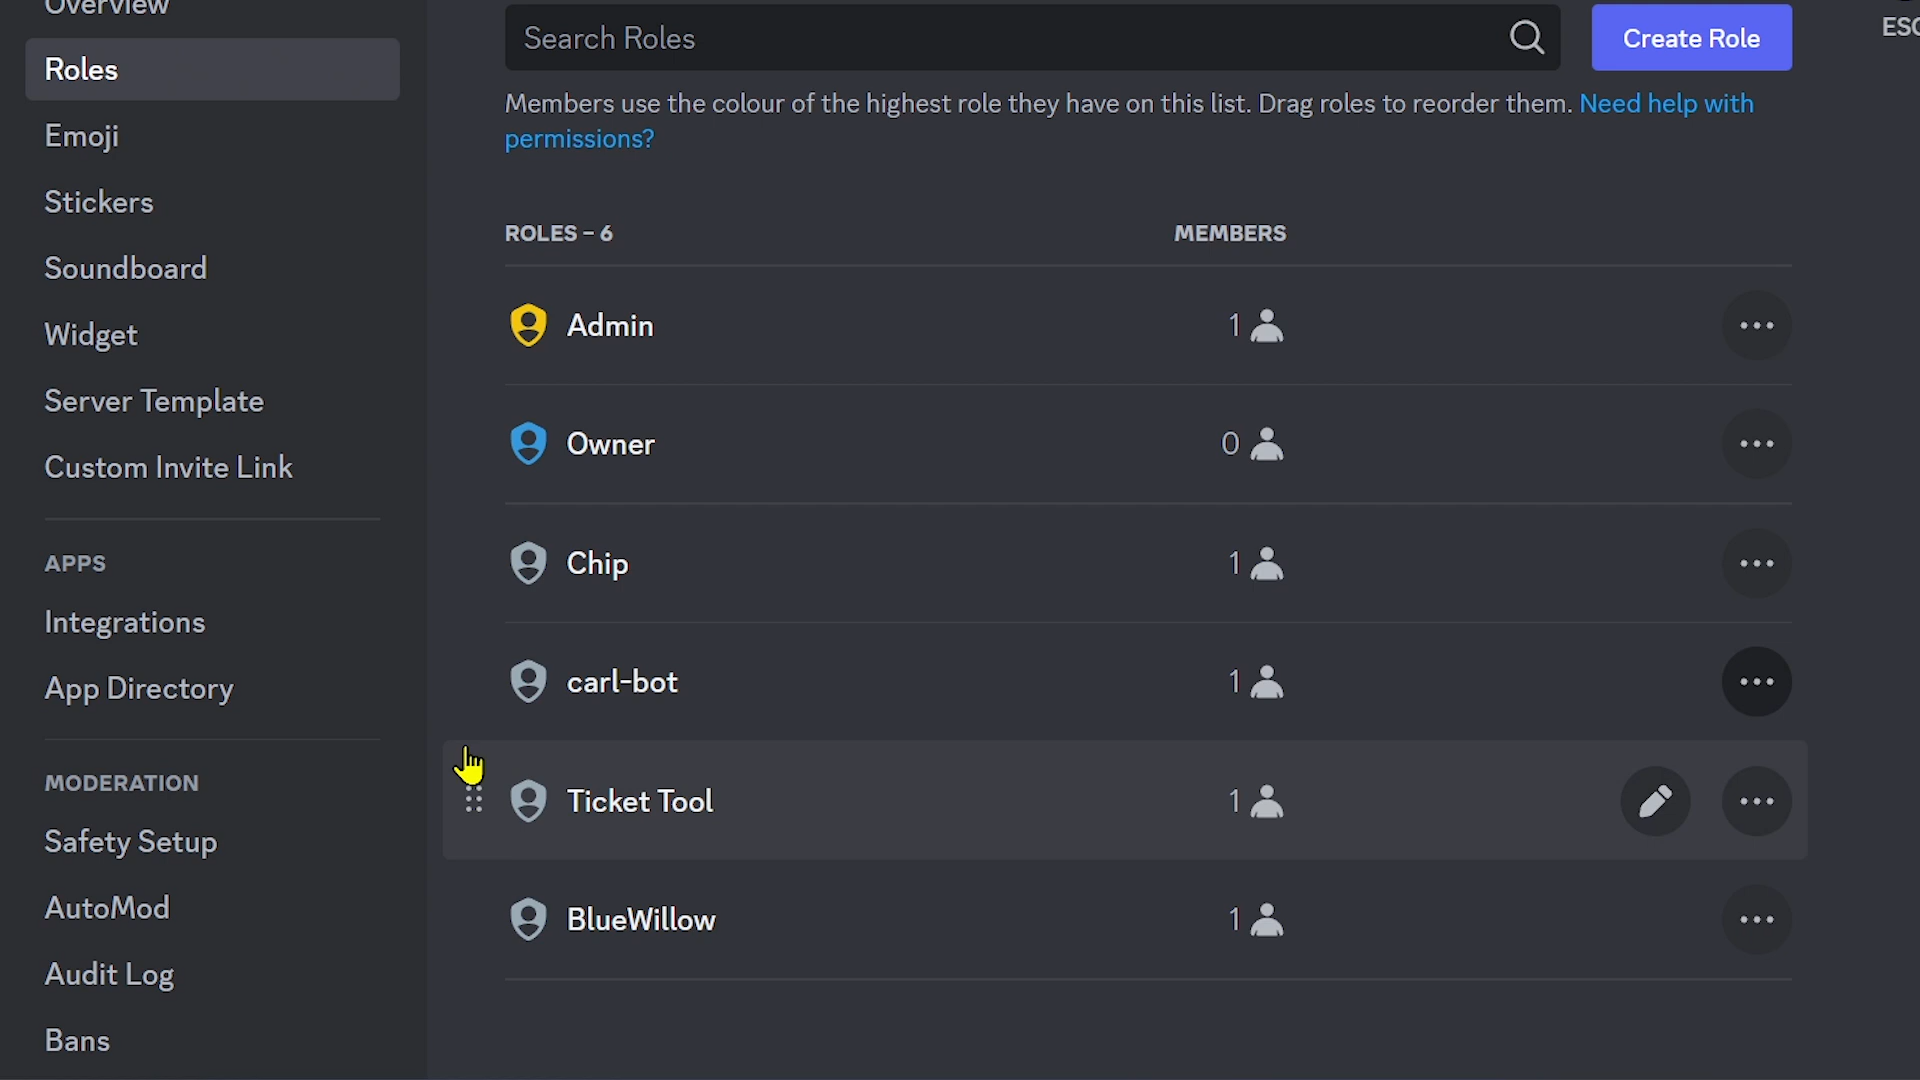 Overview
Roles
Emoji
Stickers
Soundboard
Widget
Server Template
Custom Invite Link
APPS
Integrations
App Directory
MODERATION
Safety Setup
AutoMod
Audit Log
Bans
Search Roles
Create Role
ESC
Members use the colour of the highest role they have on this list. Drag roles to reorder them. Need help with
permissions?
ROLES – 6 MEMBERS
Admin 1
Owner 0
Chip 1
carl-bot 1
Ticket Tool 1
BlueWillow 1